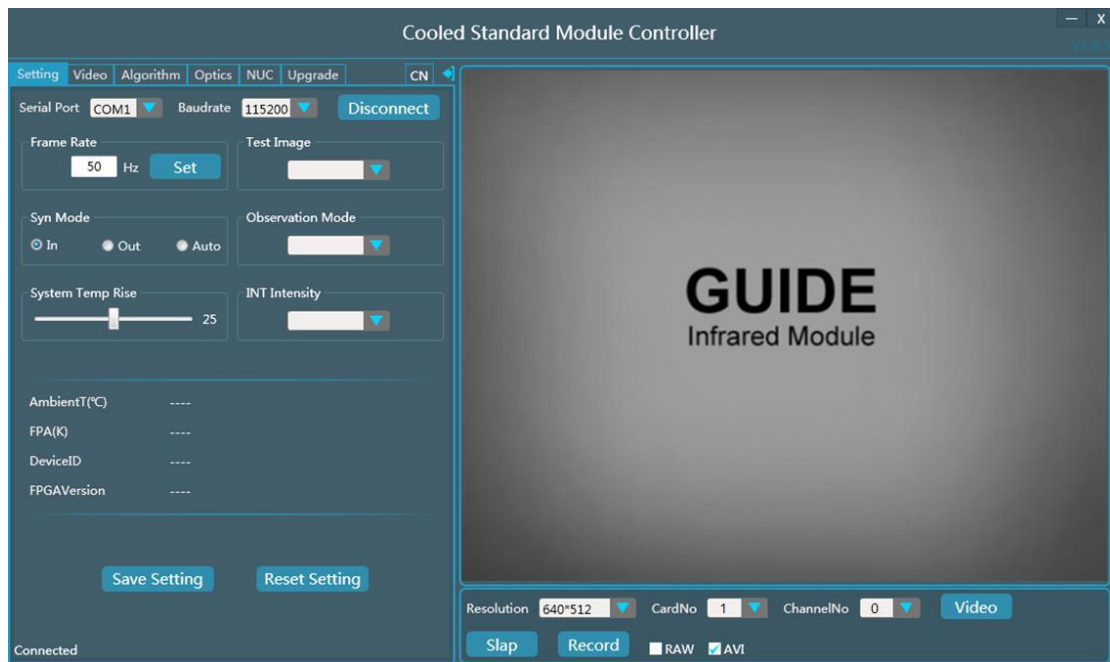 Cooled Standard Module Controller
— X
Setting Video Algorithm Optics NUC Upgrade CN
Serial Port COM1 Baudrate 115200 Disconnect
Frame Rate Test Image
50 Hz Set
Syn Mode Observation Mode
In Out Auto
System Temp Rise INT Intensity
25
AmbientT(℃) ----
FPA(K) ----
DeviceID ----
FPGAVersion ----
Save Setting Reset Setting
Connected
GUIDE
Infrared Module
Resolution 640*512 CardNo 1 ChannelNo 0 Video
Slap Record RAW AVI